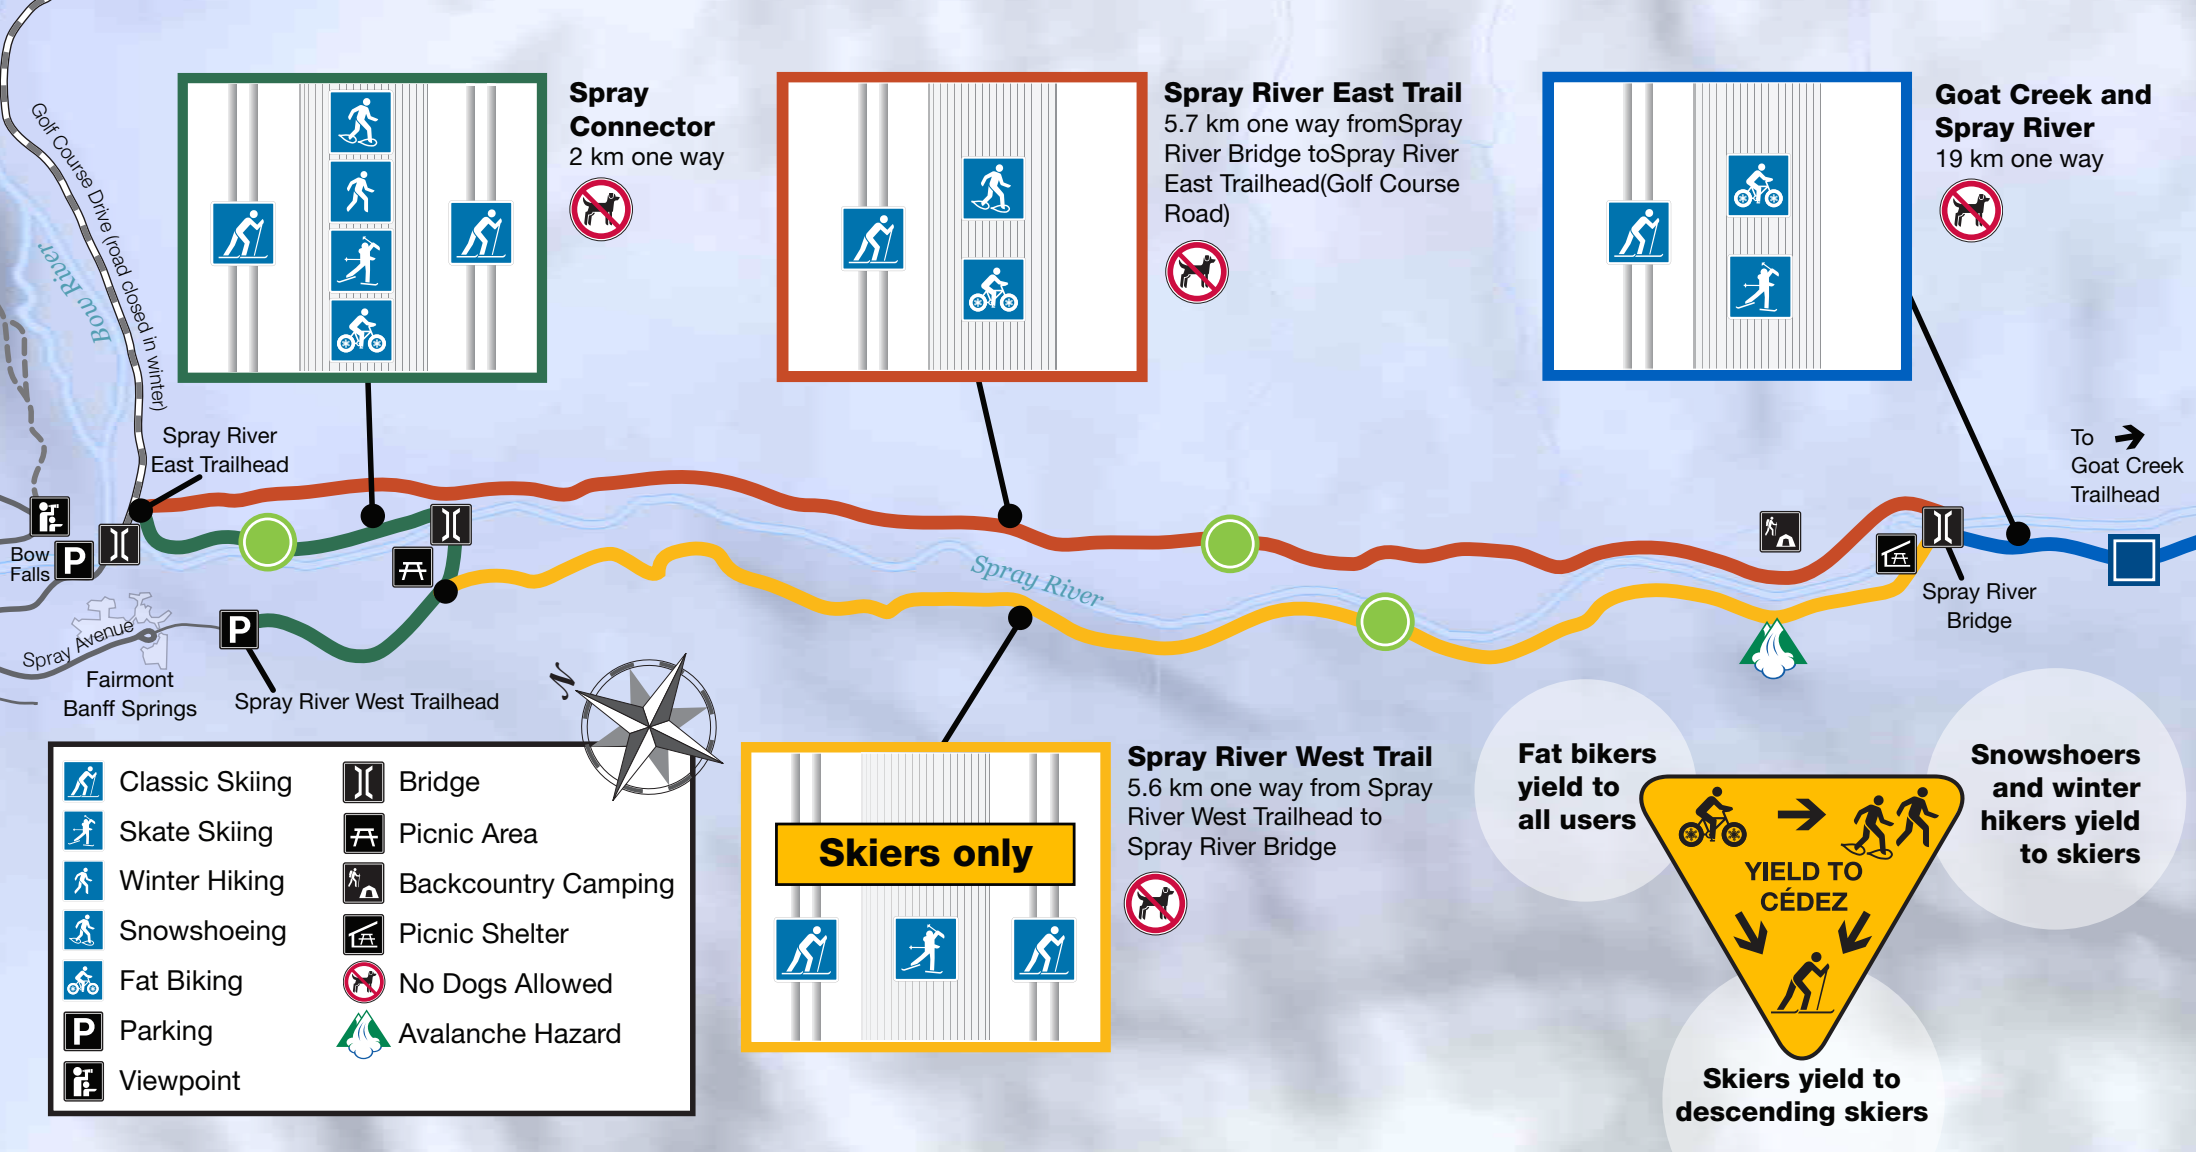 Spray
Connector
2 km one way
Spray River East Trail
5.7 km one way fromSpray
River Bridge toSpray River
East Trailhead(Golf Course
Road)
Goat Creek and
Spray River
19 km one way
Golf Course Drive (road closed in winter)
Bow River
Spray River
East Trailhead
To
Goat Creek
Trailhead
Bow
Falls
P
Spray River
Spray River
Bridge
P
Spray Avenue
Fairmont
Banff Springs
Spray River West Trailhead
N
Classic Skiing
Skate Skiing
Winter Hiking
Snowshoeing
Fat Biking
P Parking
Viewpoint
Bridge
Picnic Area
Backcountry Camping
Picnic Shelter
No Dogs Allowed
Avalanche Hazard
Skiers only
Spray River West Trail
5.6 km one way from Spray
River West Trailhead to
Spray River Bridge
Fat bikers
yield to
all users
Snowshoers
and winter
hikers yield
to skiers
YIELD TO
CÉDEZ
Skiers yield to
descending skiers